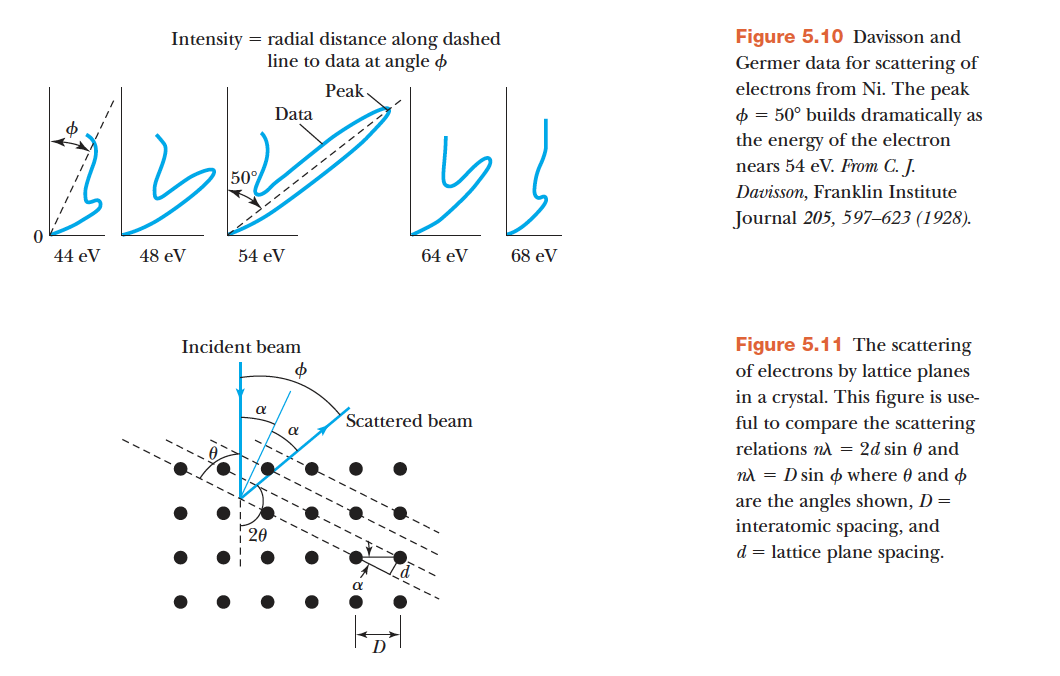 Intensity = radial distance along dashed
line to data at angle ϕ
Peak
Data
ϕ
50°
0
44 eV
48 eV
54 eV
64 eV
68 eV
Figure 5.10 Davisson and
Germer data for scattering of
electrons from Ni. The peak
ϕ = 50° builds dramatically as
the energy of the electron
nears 54 eV. From C. J.
Davisson, Franklin Institute
Journal 205, 597–623 (1928).
Incident beam
ϕ
α
α
Scattered beam
θ
2θ
d
α
D
Figure 5.11 The scattering
of electrons by lattice planes
in a crystal. This figure is use-
ful to compare the scattering
relations nλ = 2d sin θ and
nλ = D sin ϕ where θ and ϕ
are the angles shown, D =
interatomic spacing, and
d = lattice plane spacing.